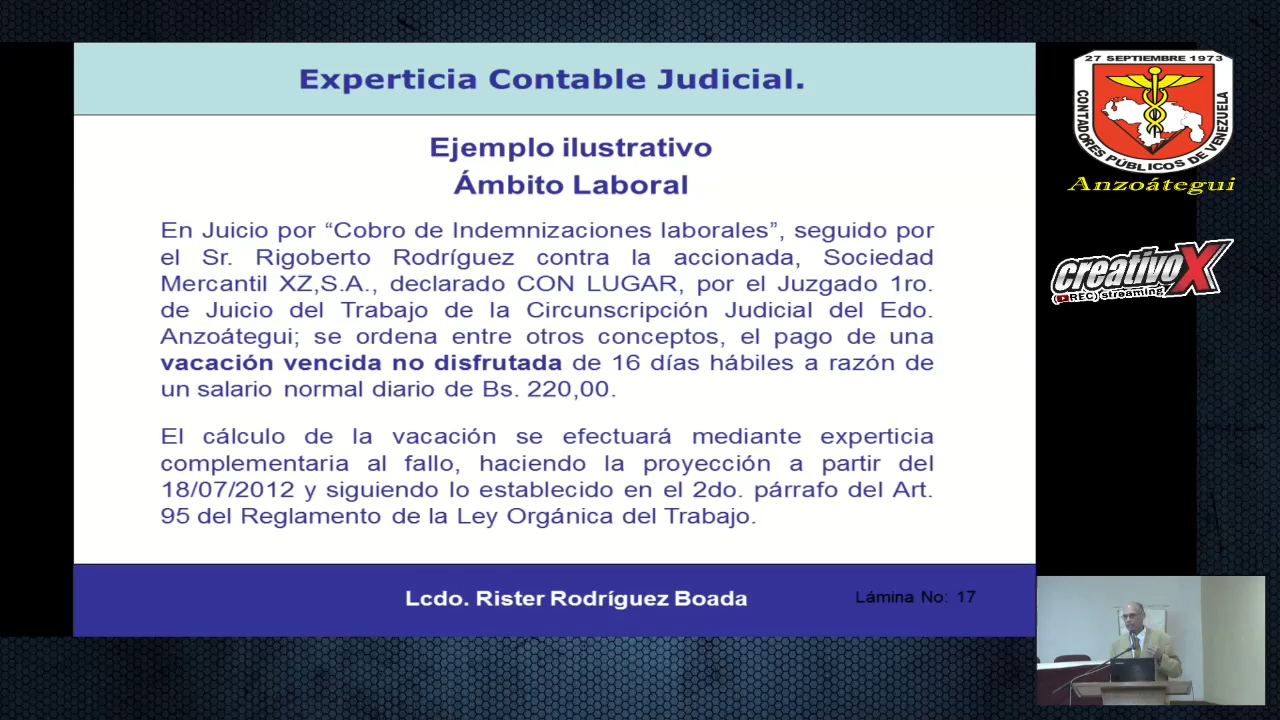 Experticia Contable Judicial.
Ejemplo ilustrativo
Ámbito Laboral
En Juicio por “Cobro de Indemnizaciones laborales”, seguido por
el Sr. Rigoberto Rodríguez contra la accionada, Sociedad
Mercantil XZ,S.A., declarado CON LUGAR, por el Juzgado 1ro.
de Juicio del Trabajo de la Circunscripción Judicial del Edo.
Anzoátegui; se ordena entre otros conceptos, el pago de una
vacación vencida no disfrutada de 16 días hábiles a razón de
un salario normal diario de Bs. 220,00.
El cálculo de la vacación se efectuará mediante experticia
complementaria al fallo, haciendo la proyección a partir del
18/07/2012 y siguiendo lo establecido en el 2do. párrafo del Art.
95 del Reglamento de la Ley Orgánica del Trabajo.
Lcdo. Rister Rodríguez Boada
Lámina No: 17
27 SEPTIEMBRE 1973
CONTADORES PÚBLICOS DE VENEZUELA
Anzoátegui
creativoX
(REC) streaming